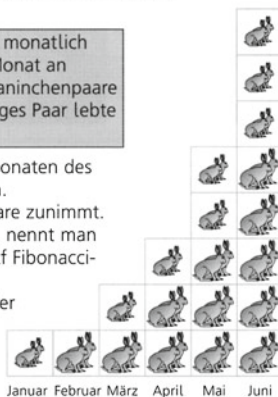 monatlich
Monat an
aninchenpaare
ges Paar lebte
onaten des
are zunimmt.
nennt man
f Fibonacci-
er
Januar Februar März April Mai Juni